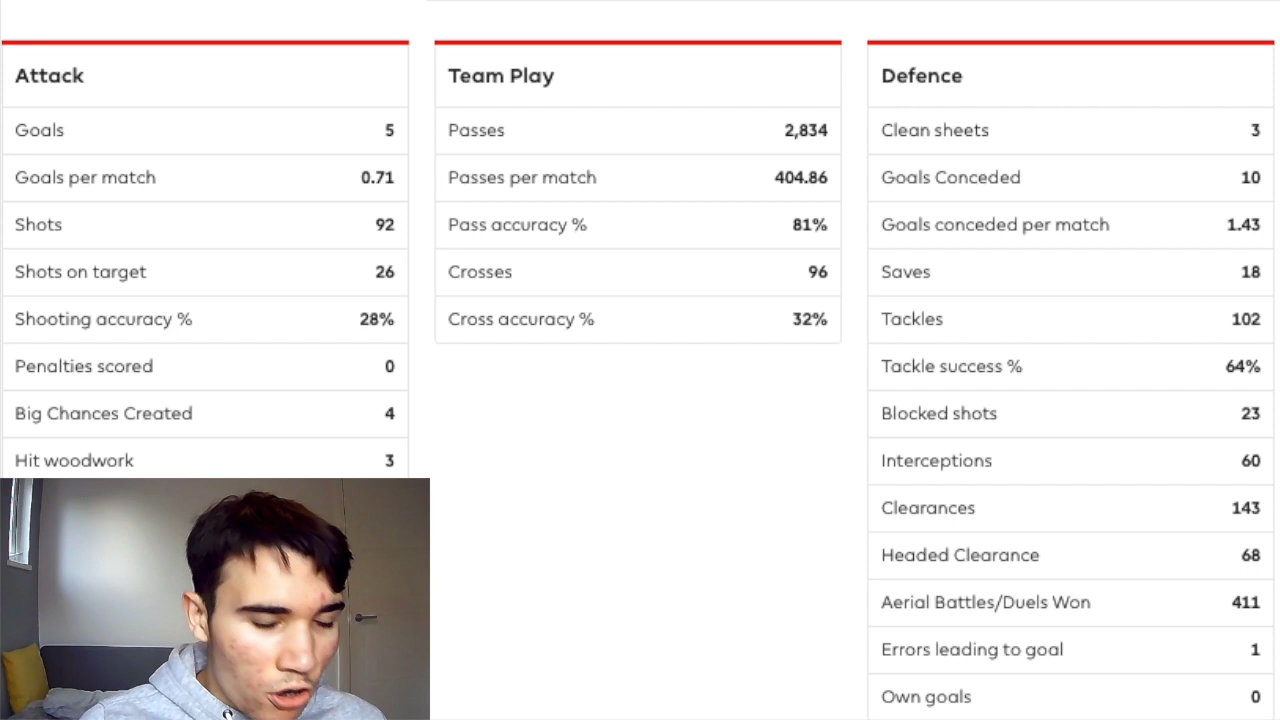 Attack
Goals 5
Goals per match 0.71
Shots 92
Shots on target 26
Shooting accuracy % 28%
Penalties scored 0
Big Chances Created 4
Hit woodwork 3
Team Play
Passes 2,834
Passes per match 404.86
Pass accuracy % 81%
Crosses 96
Cross accuracy % 32%
Defence
Clean sheets 3
Goals Conceded 10
Goals conceded per match 1.43
Saves 18
Tackles 102
Tackle success % 64%
Blocked shots 23
Interceptions 60
Clearances 143
Headed Clearance 68
Aerial Battles/Duels Won 411
Errors leading to goal 1
Own goals 0